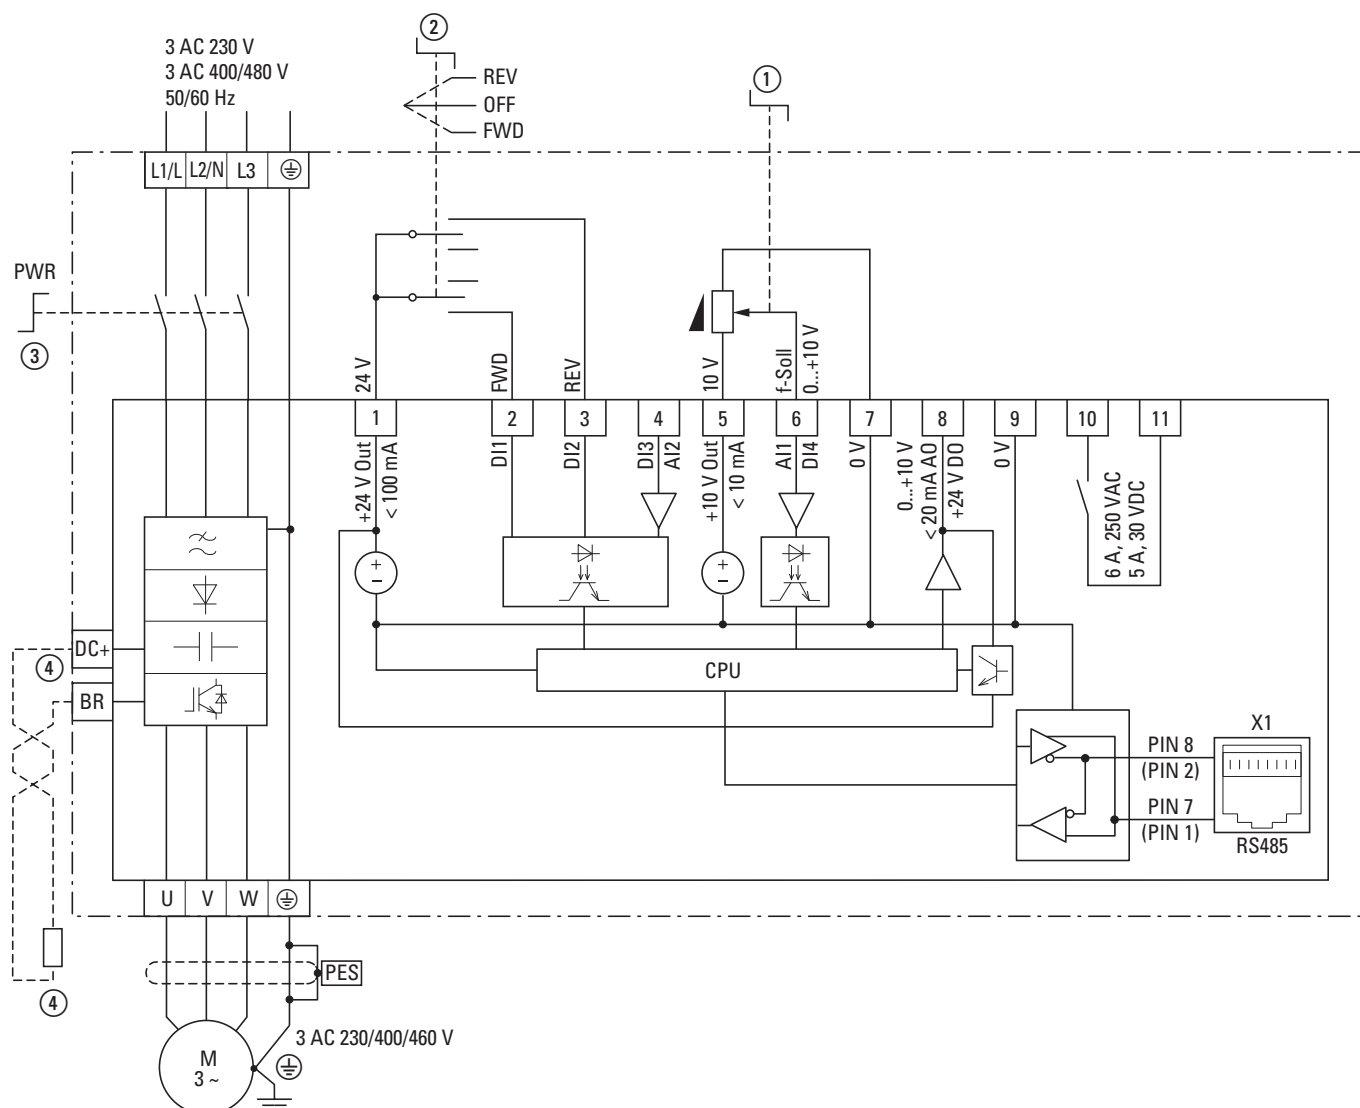 3 AC 230 V
3 AC 400/480 V
50/60 Hz
2
REV
OFF
FWD
1
L1/L L2/N L3
PWR
3
24 V
FWD
REV
10 V
f-Soll
0...+10 V
1 2 3 4 5 6 7 8 9 10 11
+24 V Out
< 100 mA
DI1
DI2
DI3
AI2
+10 V Out
< 10 mA
AI1
DI4
0 V
0...+10 V
< 20 mA AO
+24 V DO
0 V
6 A, 250 VAC
5 A, 30 VDC
+
-
+
-
DC+
4
BR
CPU
X1
PIN 8
(PIN 2)
PIN 7
(PIN 1)
RS485
U V W
PES
4
3 AC 230/400/460 V
M
3 ~